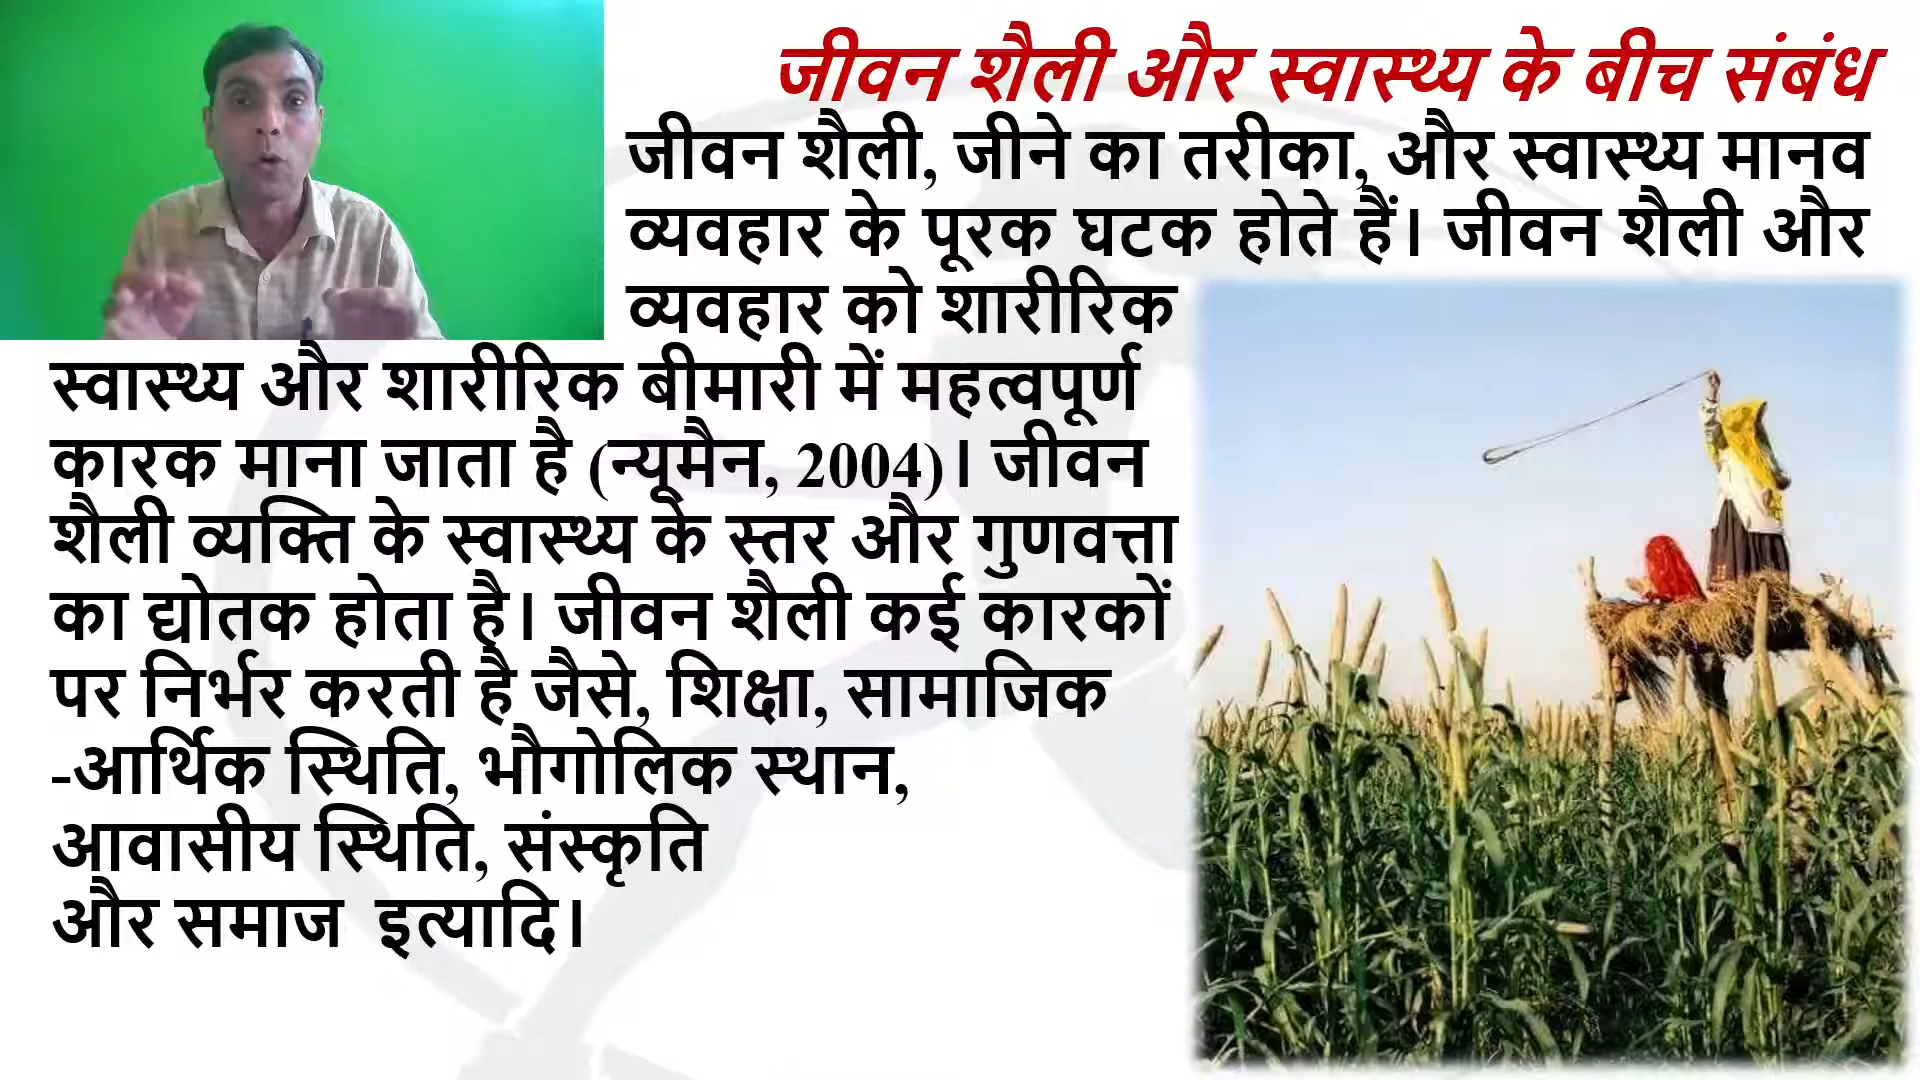 जीवन शैली और स्वास्थ्य के बीच संबंध
जीवन शैली, जीने का तरीका, और स्वास्थ्य मानव
व्यवहार के पूरक घटक होते हैं। जीवन शैली और
व्यवहार को शारीरिक
स्वास्थ्य और शारीरिक बीमारी में महत्वपूर्ण
कारक माना जाता है (न्यूमैन, 2004)। जीवन
शैली व्यक्ति के स्वास्थ्य के स्तर और गुणवत्ता
का द्योतक होता है। जीवन शैली कई कारकों
पर निर्भर करती है जैसे, शिक्षा, सामाजिक
-आर्थिक स्थिति, भौगोलिक स्थान,
आवासीय स्थिति, संस्कृति
और समाज  इत्यादि।